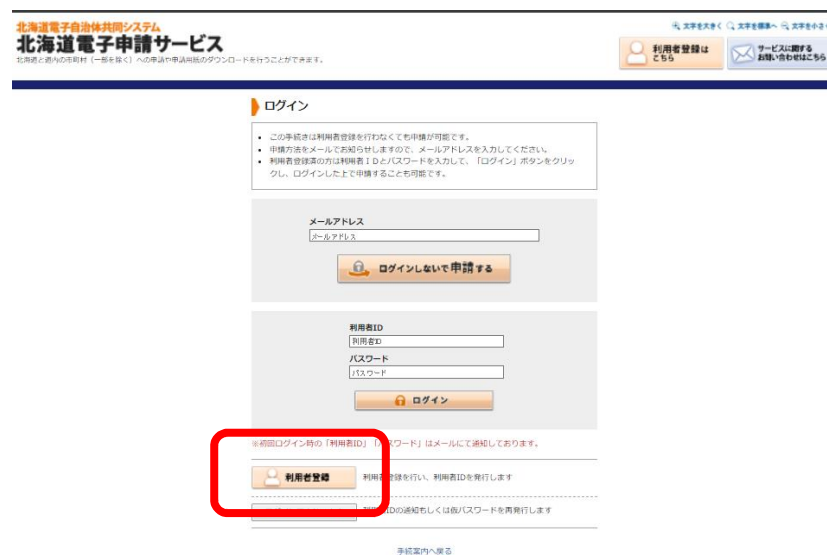 北海道電子自治体共同システム
北海道電子申請サービス
北海道と道内の市町村（一部を除く）への申請や申請用紙のダウンロードを行うことができます。
文字を大きく 文字を標準へ 文字を小さ
利用者登録は
こちら
サービスに関する
お問い合わせはこちら
ログイン
• この手続きは利用者登録を行わなくても申請が可能です。
• 申請方法をメールでお知らせしますので、メールアドレスを入力してください。
• 利用者登録済の方は利用者ＩＤとパスワードを入力して、「ログイン」ボタンをクリッ
クし、ログインした上で申請することも可能です。
メールアドレス
メールアドレス
ログインしないで申請する
利用者ID
利用者ID
パスワード
パスワード
ログイン
※初回ログイン時の「利用者ID」「パスワード」はメールにて通知しております。
利用者登録 利用者登録を行い、利用者IDを発行します
IDの通知もしくは仮パスワードを再発行します
手続案内へ戻る